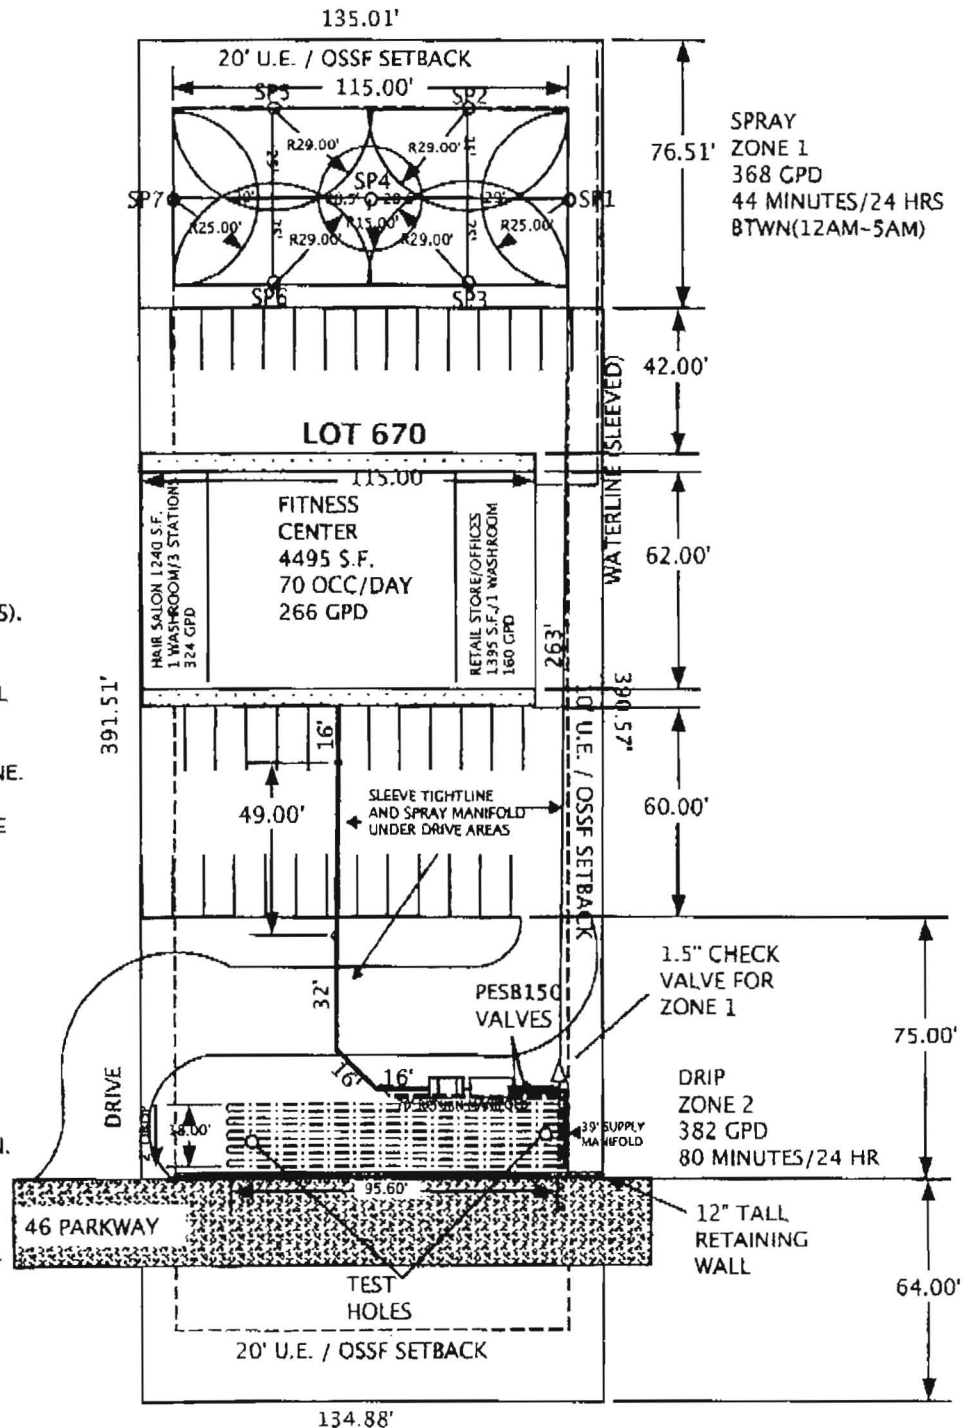 135.01'
20' U.E. / OSSF SETBACK
115.00'
SP5
SP2
R29.00'
R29.00'
25'
SP4
SP7
SP1
R25.00'
R15.00'
R25.00'
R29.00'
R29.00'
25'
25'
SP6
SP3
76.51'
SPRAY
ZONE 1
368 GPD
44 MINUTES/24 HRS
BTWN(12AM~5AM)
42.00'
WATERLINE (SLEEVED)
LOT 670
115.00
HAIR SALON 1240 S.F.
1 WASHROOM/3 STATIONS
324 GPD
FITNESS
CENTER
4495 S.F.
70 OCC/DAY
266 GPD
RETAIL STORE/OFFICES
1395 S.F./1 WASHROOM
160 GPD
62.00'
263'
S).
L
NE.
E
N.
391.51'
390.57'
10' U.E. / OSSF SETBACK
16'
49.00'
SLEEVE TIGHTLINE
AND SPRAY MANIFOLD
UNDER DRIVE AREAS
60.00'
32'
PESB150
VALVES
1.5" CHECK
VALVE FOR
ZONE 1
75.00'
16'
16'
DRIVE
38.00'
39' SUPPLY
MANIFOLD
DRIP
ZONE 2
382 GPD
80 MINUTES/24 HR
95.60'
46 PARKWAY
12" TALL
RETAINING
WALL
64.00'
TEST
HOLES
20' U.E. / OSSF SETBACK
134.88'